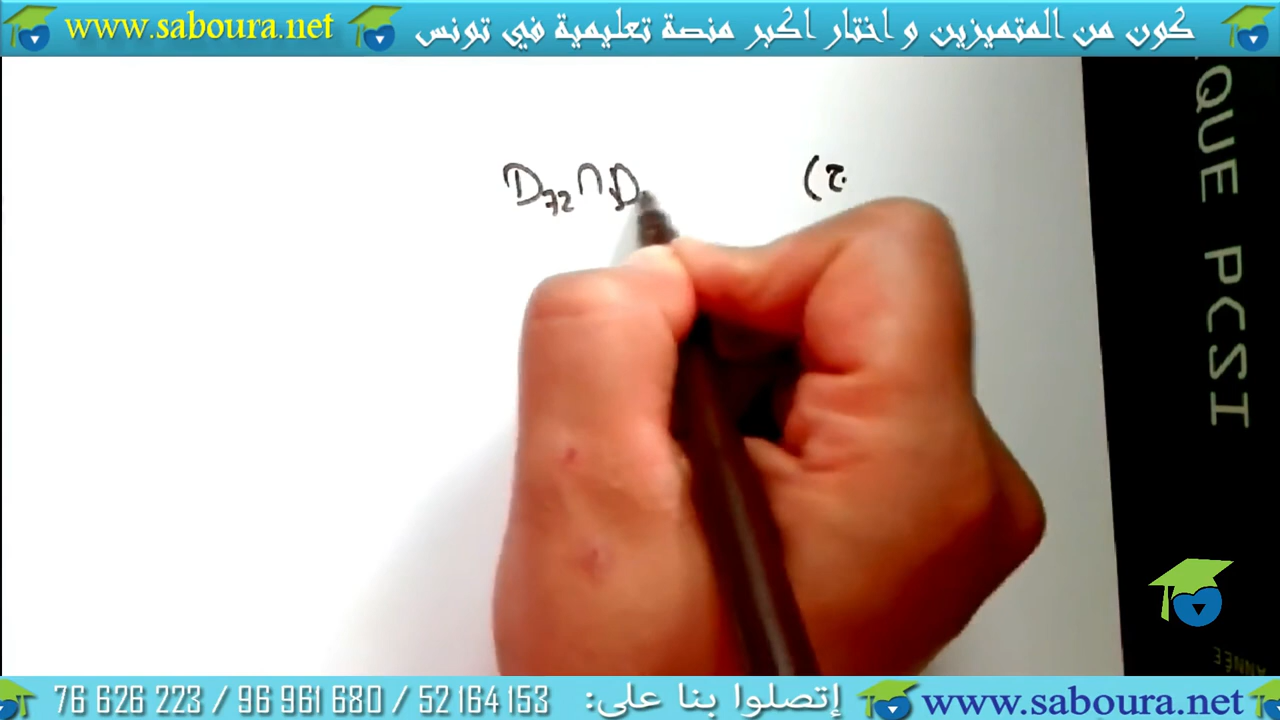 www.saboura.net كون من المتميزين و اختار اكبر منصة تعليمية في تونس
D₇₂∩D (ج
QUE PCSI
ANNÉE
76 626 223 / 96 961 680 / 52 164 153 إتصلوا بنا على: www.saboura.net